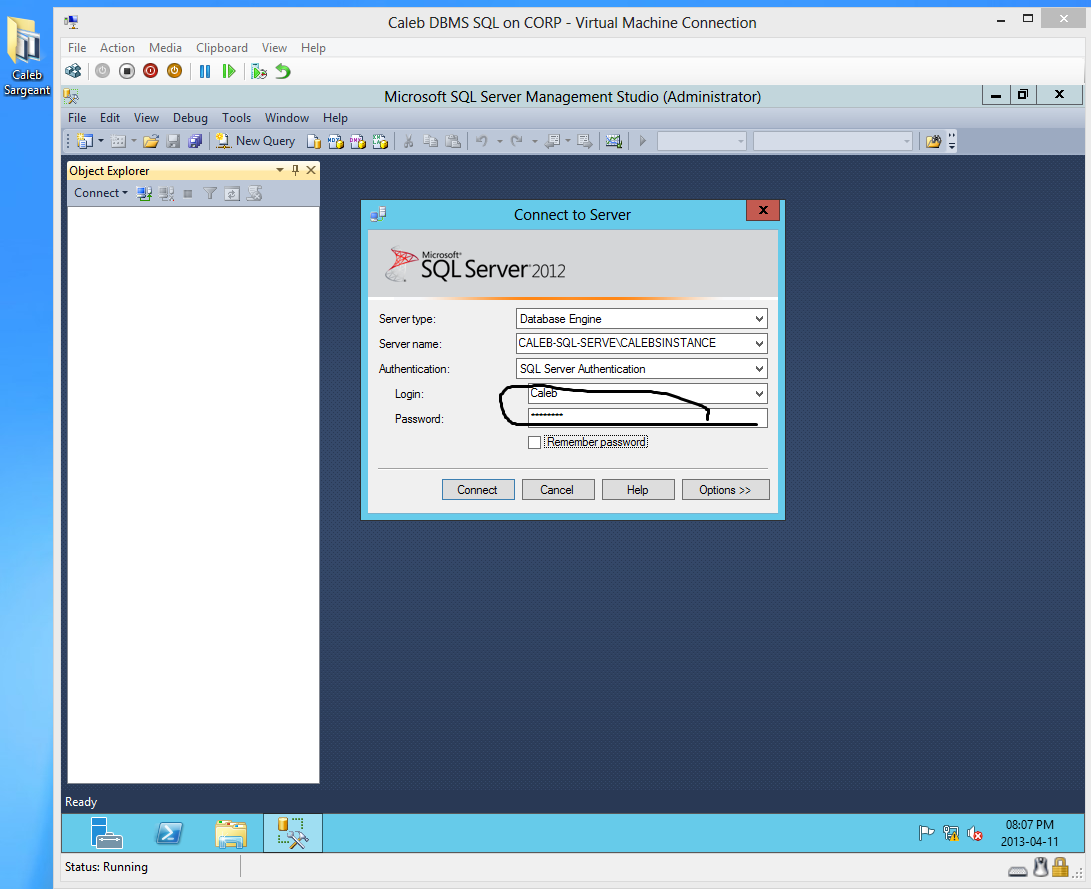 Caleb DBMS SQL on CORP - Virtual Machine Connection
Caleb
Sargeant
File Action Media Clipboard View Help
Microsoft SQL Server Management Studio (Administrator)
File Edit View Debug Tools Window Help
New Query
Object Explorer
Connect
Connect to Server
Microsoft
SQL Server 2012
Server type: Database Engine
Server name: CALEB-SQL-SERVE\CALEBSINSTANCE
Authentication: SQL Server Authentication
Login: Caleb
Password: ********
Remember password
Connect Cancel Help Options >>
Ready
08:07 PM
2013-04-11
Status: Running